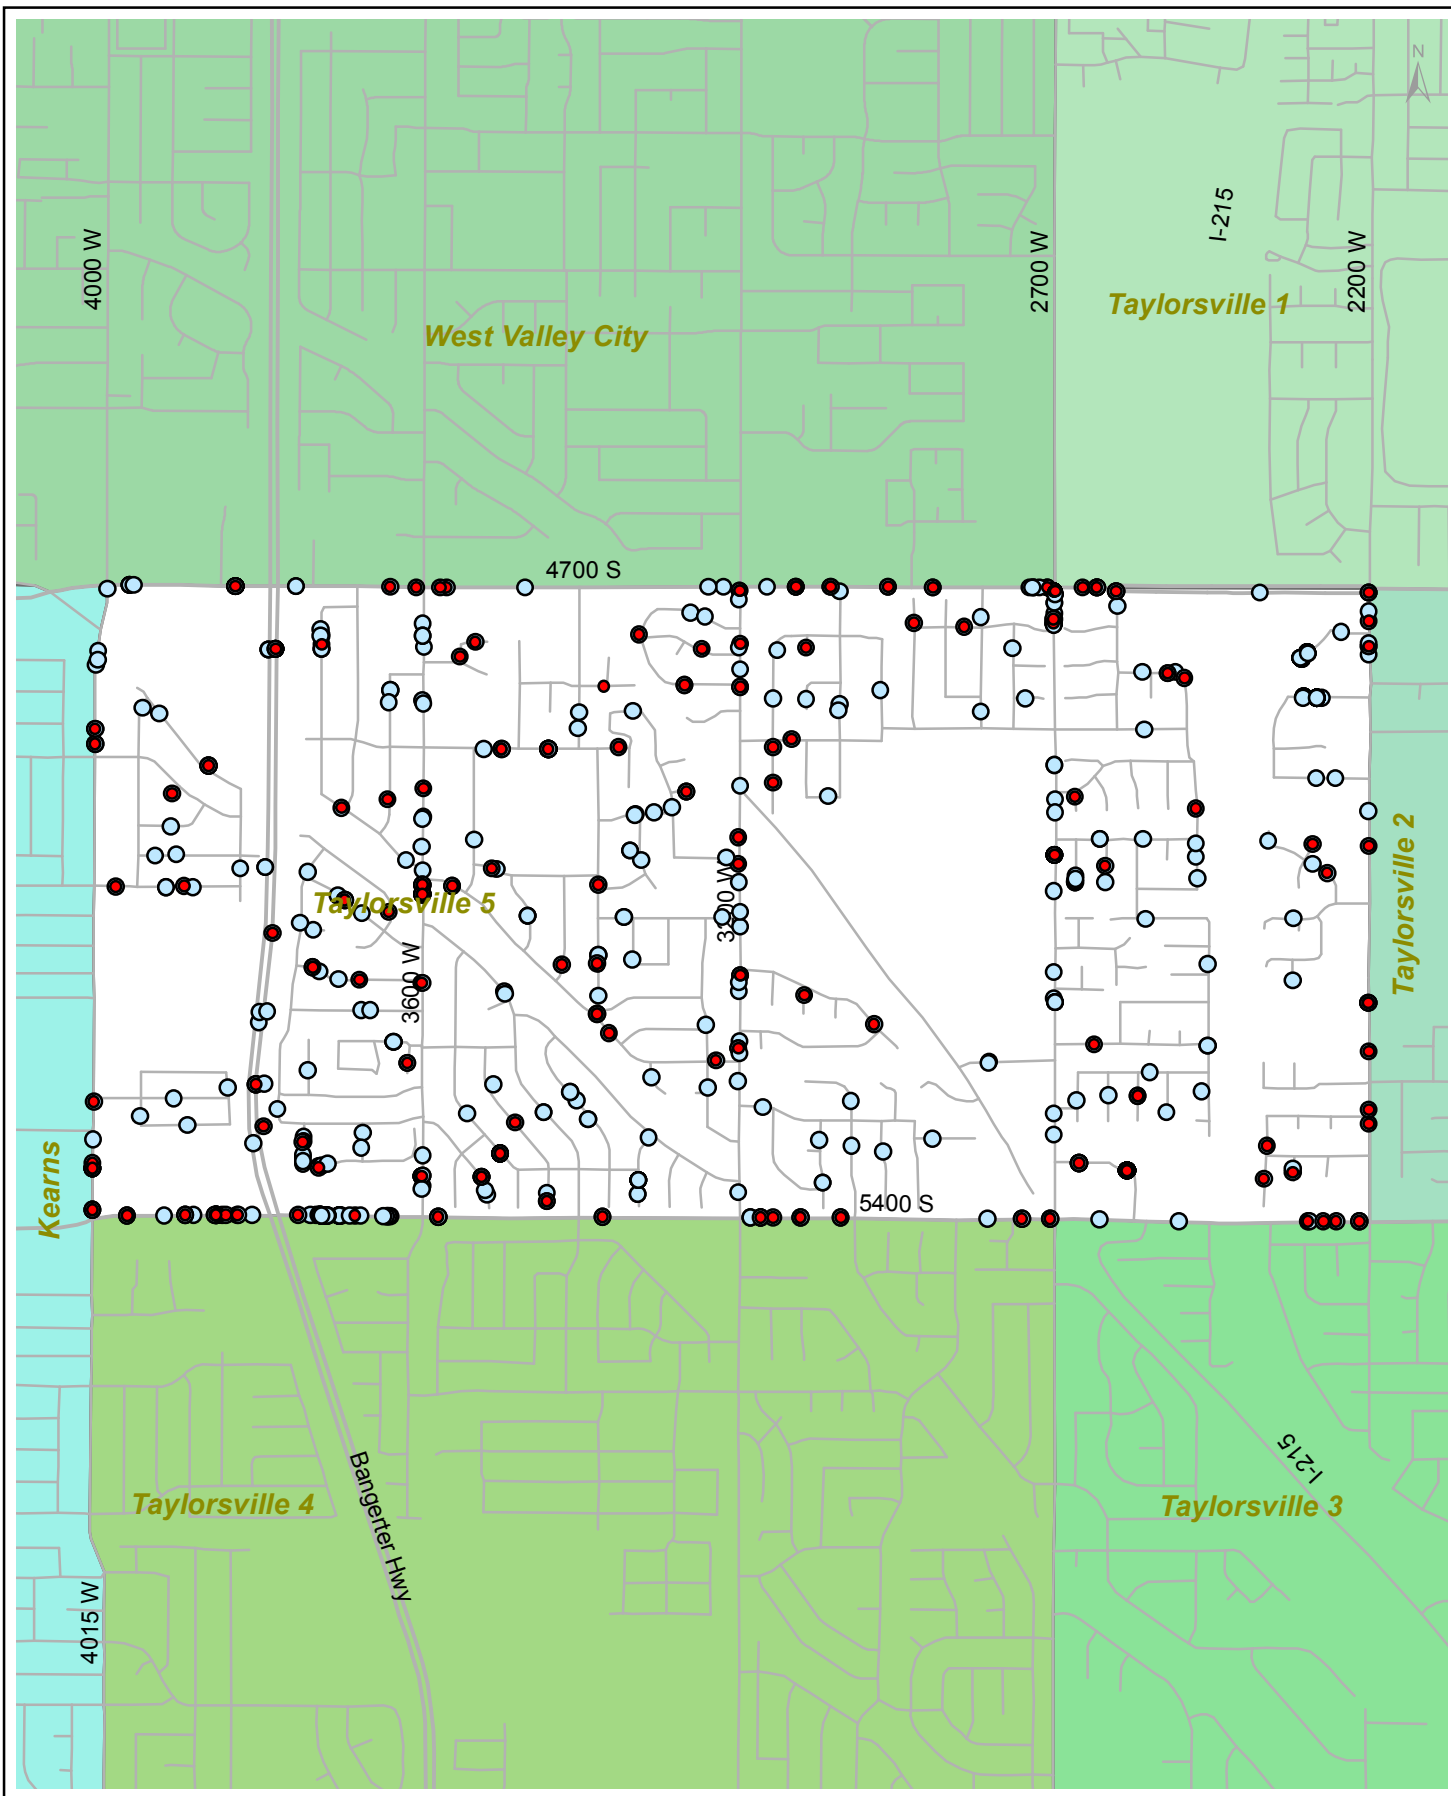 N
I-215
4000 W
2700 W
2200 W
Taylorsville 1
West Valley City
4700 S
Taylorsville 2
Taylorsville 5
3600 W
Kearns
5400 S
I-215
Taylorsville 4
Bangerter Hwy
Taylorsville 3
4015 W